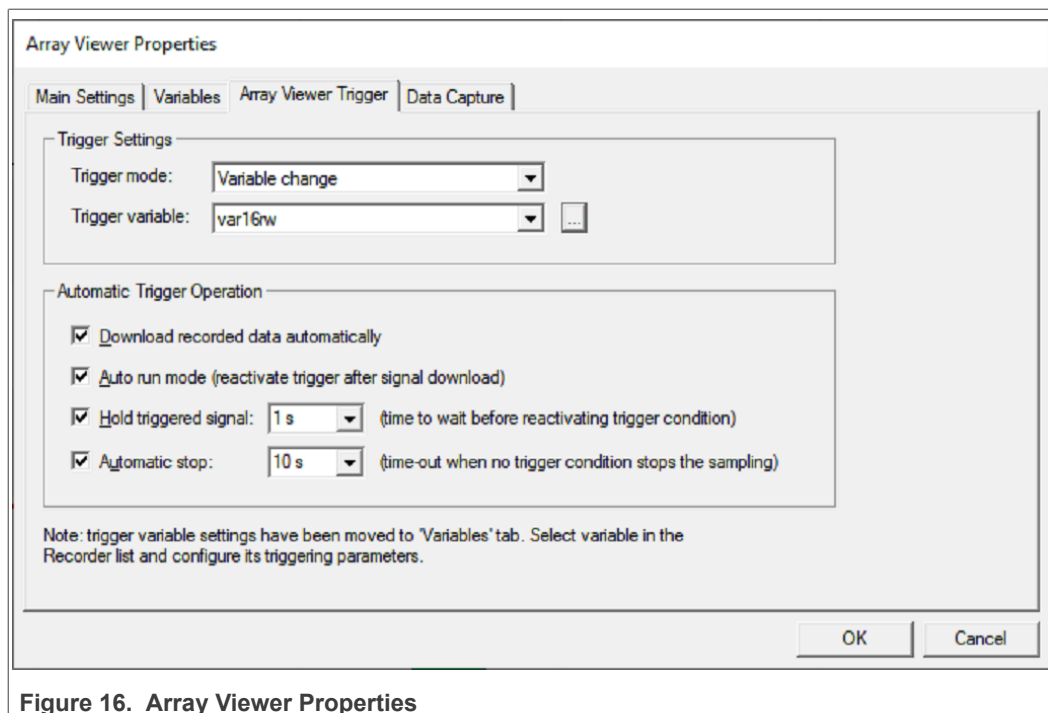 Array Viewer Properties
Main Settings Variables Array Viewer Trigger Data Capture
Trigger Settings
Trigger mode: Variable change
Trigger variable: var16rw ...
Automatic Trigger Operation
Download recorded data automatically
Auto run mode (reactivate trigger after signal download)
Hold triggered signal: 1 s (time to wait before reactivating trigger condition)
Automatic stop: 10 s (time-out when no trigger condition stops the sampling)
Note: trigger variable settings have been moved to 'Variables' tab. Select variable in the
Recorder list and configure its triggering parameters.
OK Cancel
Figure 16. Array Viewer Properties